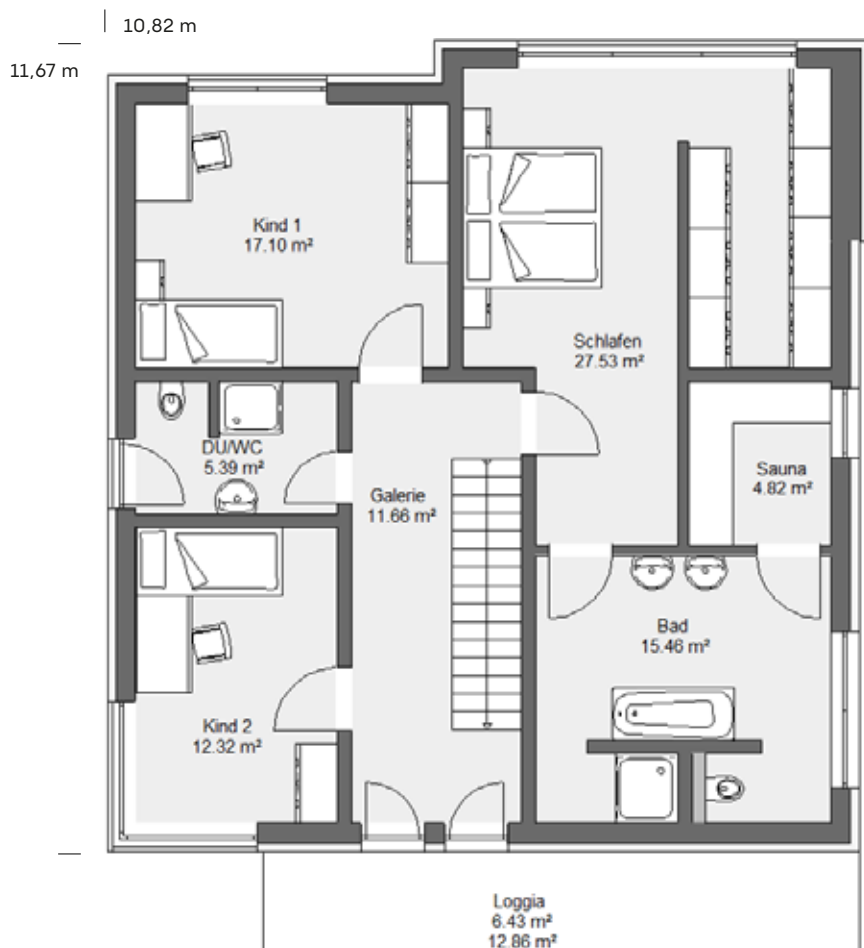 10,82 m
11,67 m
Kind 1
17.10 m²
Schlafen
27.53 m²
DU/WC
5.39 m²
Galerie
11.66 m²
Sauna
4.82 m²
Bad
15.46 m²
Kind 2
12.32 m²
Loggia
6.43 m²
12.86 m²